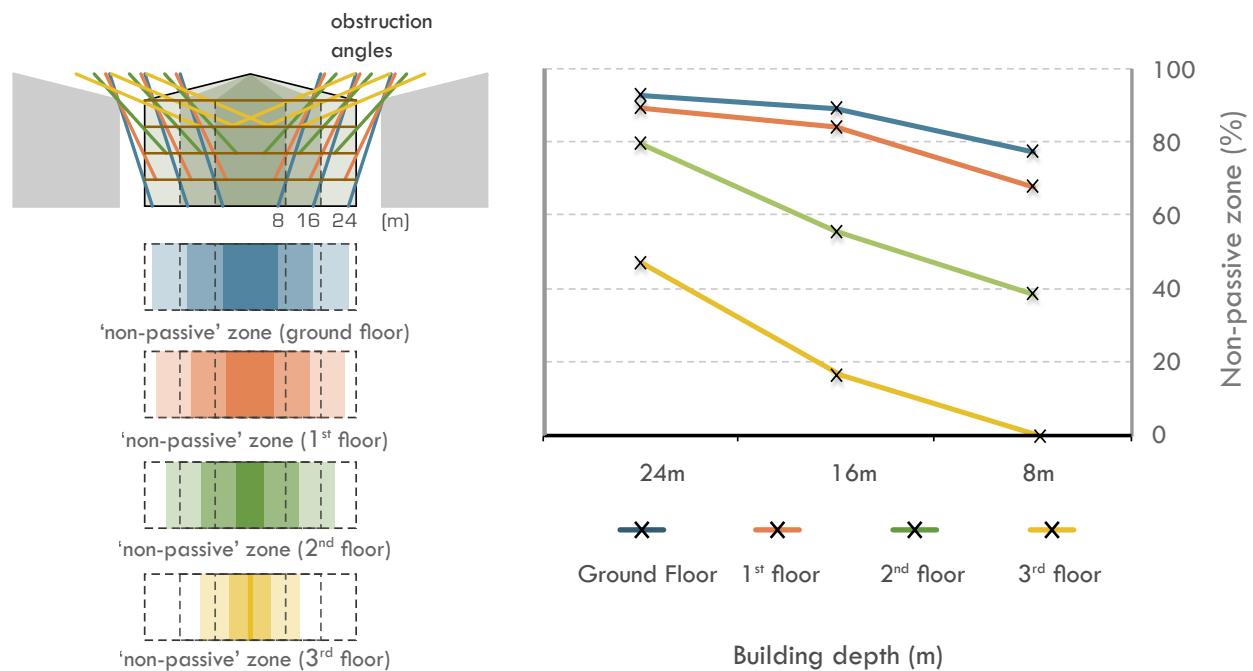 obstruction
angles
8 16 24 (m)
‘non-passive’ zone (ground floor)
‘non-passive’ zone (1st floor)
‘non-passive’ zone (2nd floor)
‘non-passive’ zone (3rd floor)
100
80
60
40
20
0
Non-passive zone (%)
24m 16m 8m
Ground Floor 1st floor 2nd floor 3rd floor
Building depth (m)